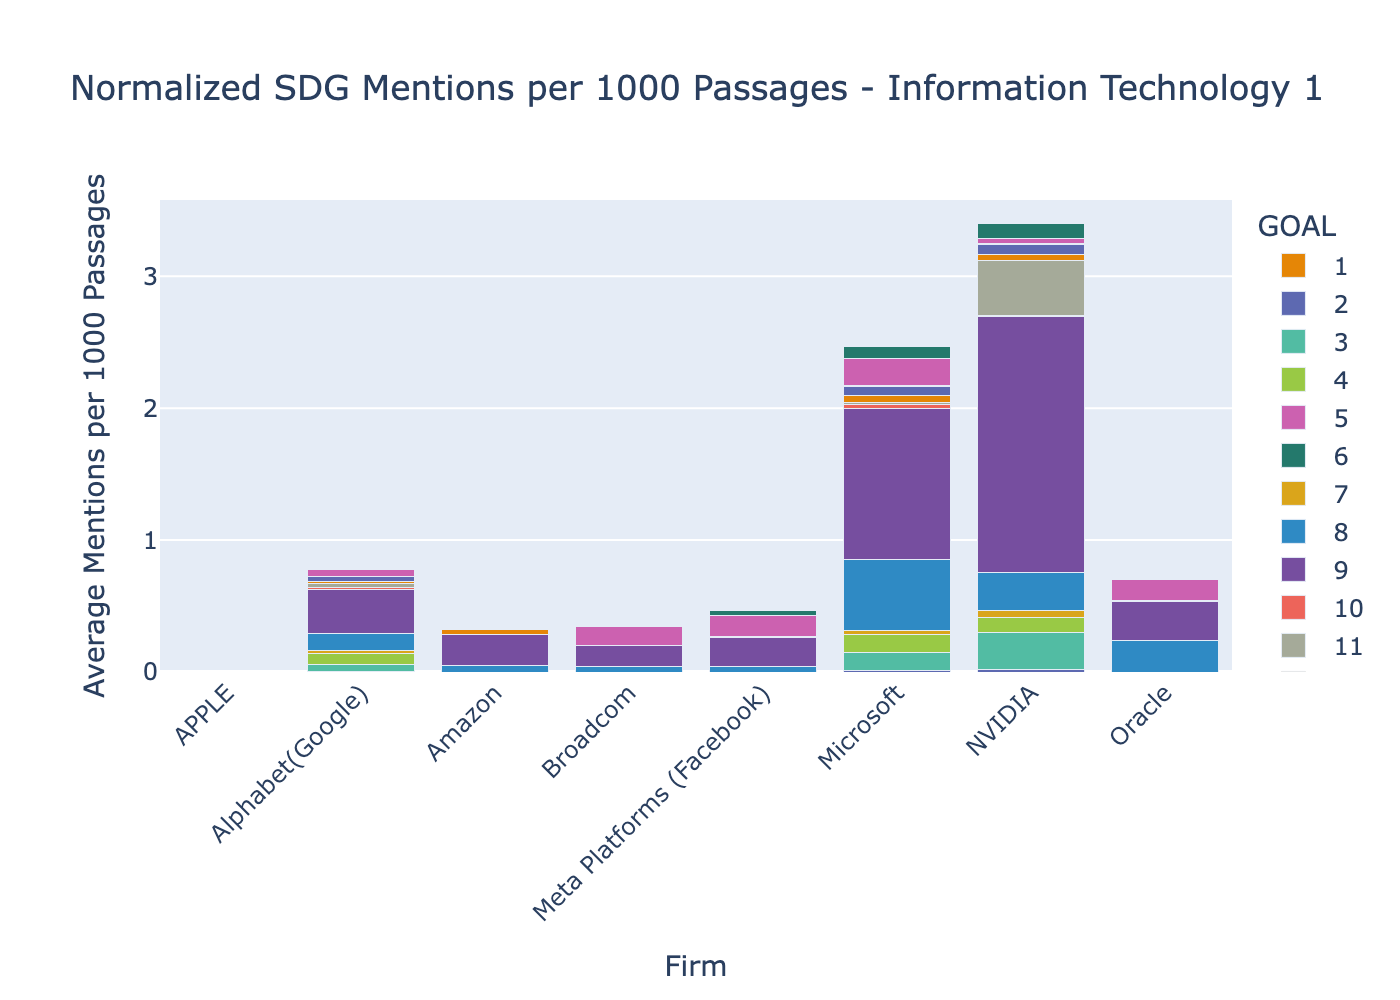 Normalized SDG Mentions per 1000 Passages - Information Technology 1
Average Mentions per 1000 Passages
3
2
1
0
APPLE
Alphabet(Google)
Amazon
Broadcom
Meta Platforms (Facebook)
Microsoft
NVIDIA
Oracle
Firm
GOAL
1
2
3
4
5
6
7
8
9
10
11